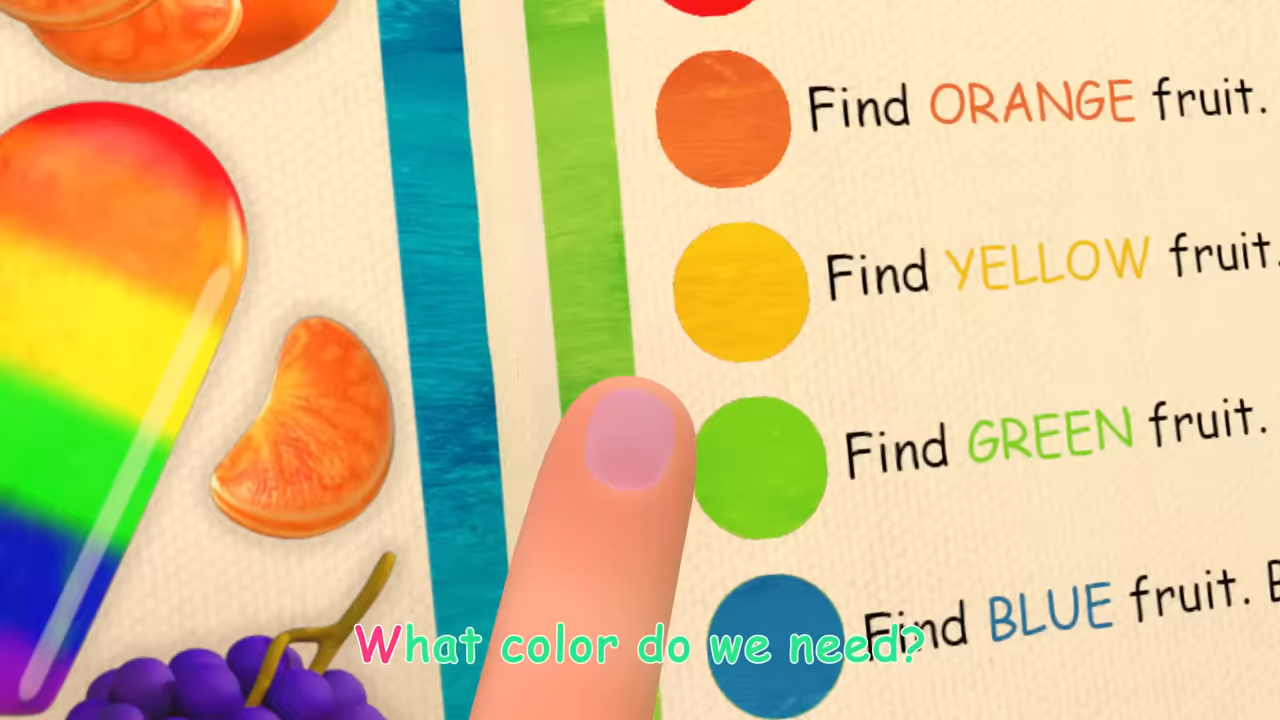 Find ORANGE fruit.
Find YELLOW fruit.
Find GREEN fruit.
Find BLUE fruit.
What color do we need?